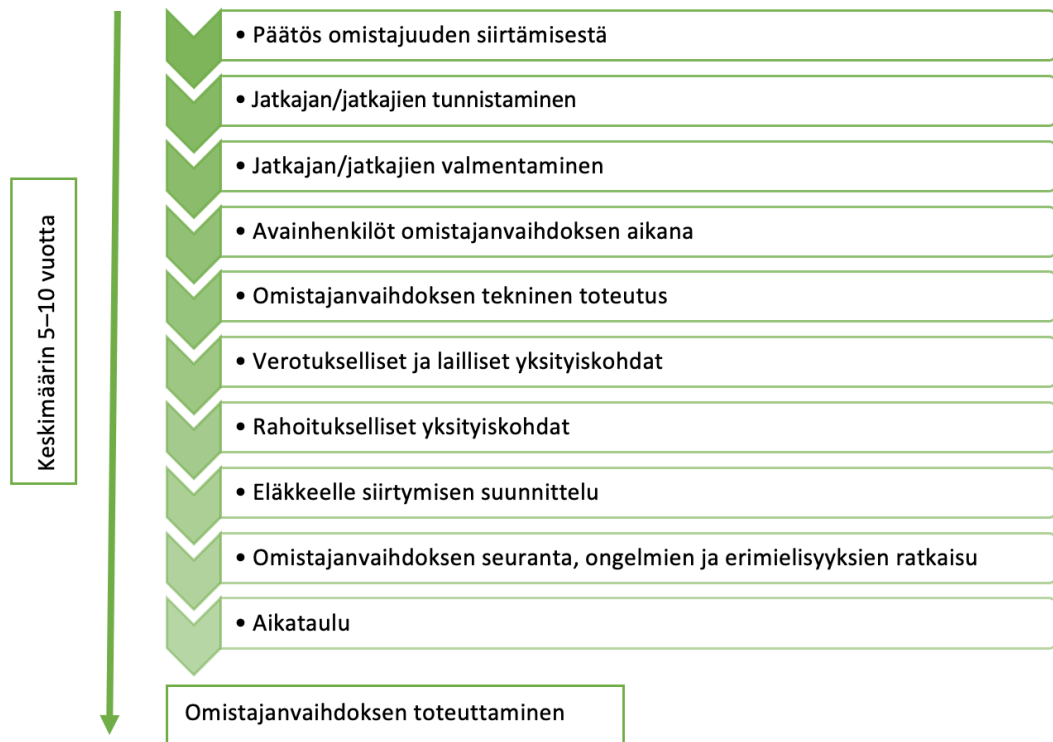 • Päätös omistajuuden siirtämisestä
• Jatkajan/jatkajien tunnistaminen
• Jatkajan/jatkajien valmentaminen
• Avainhenkilöt omistajanvaihdoksen aikana
• Omistajanvaihdoksen tekninen toteutus
• Verotukselliset ja lailliset yksityiskohdat
• Rahoitukselliset yksityiskohdat
• Eläkkeelle siirtymisen suunnittelu
• Omistajanvaihdoksen seuranta, ongelmien ja erimielisyyksien ratkaisu
• Aikataulu
Omistajanvaihdoksen toteuttaminen
Keskimäärin 5–10 vuotta